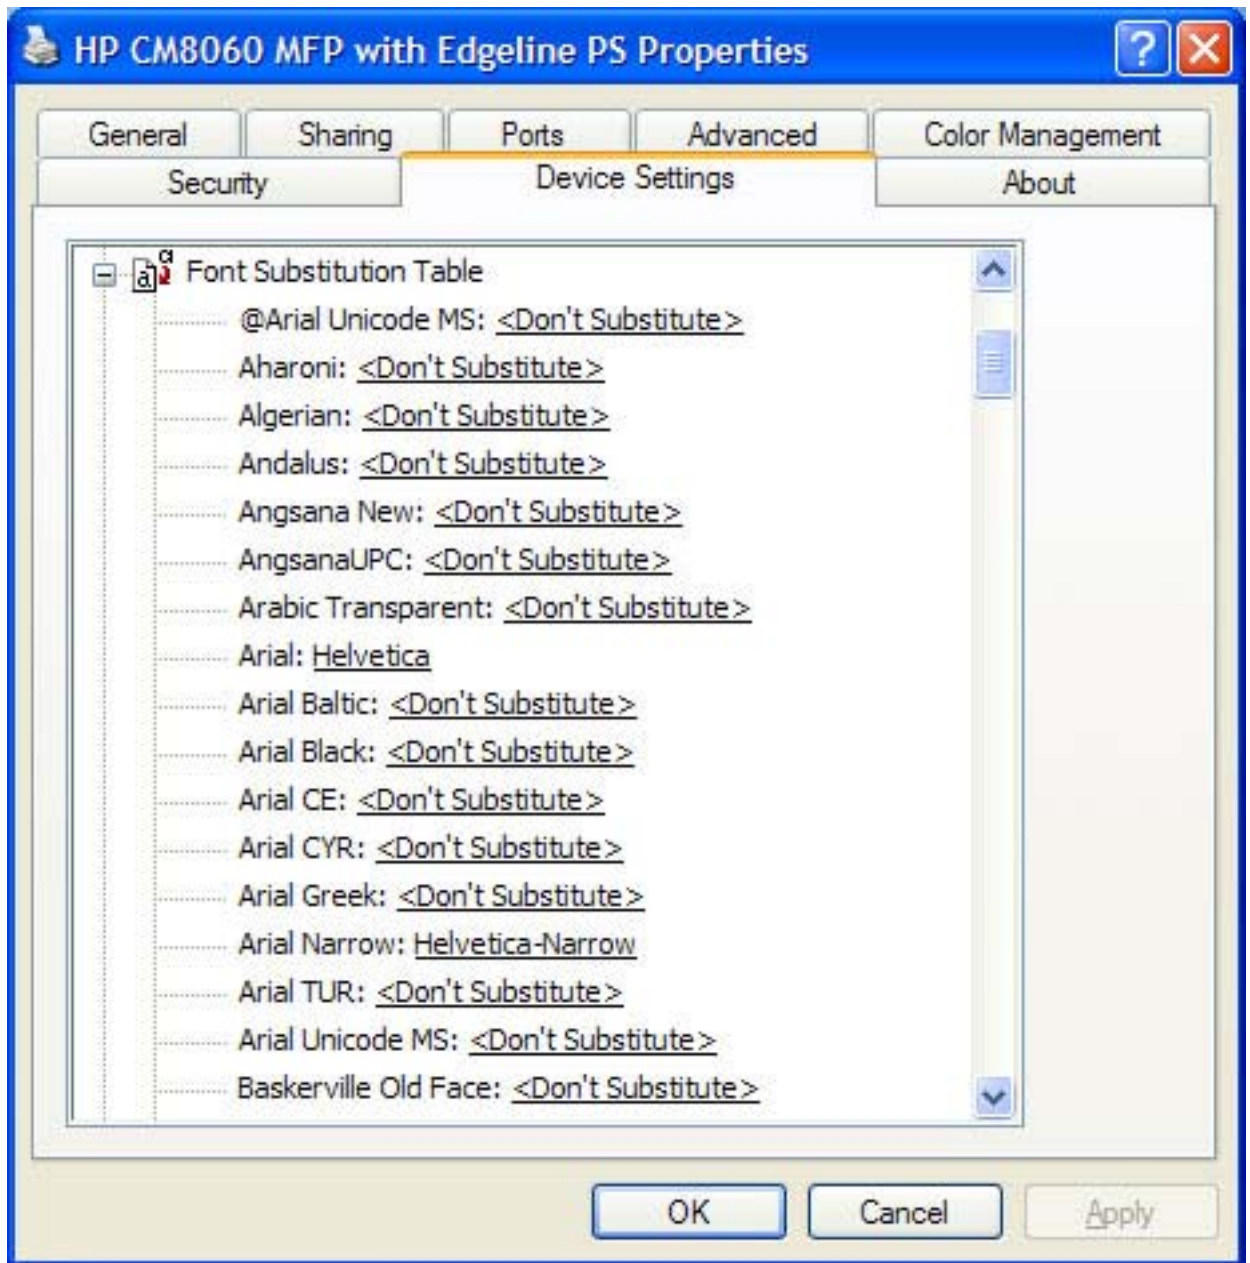 HP CM8060 MFP with Edgeline PS Properties
General Sharing Ports Advanced Color Management
Security Device Settings About
Font Substitution Table
@Arial Unicode MS: <Don't Substitute>
Aharoni: <Don't Substitute>
Algerian: <Don't Substitute>
Andalus: <Don't Substitute>
Angsana New: <Don't Substitute>
AngsanaUPC: <Don't Substitute>
Arabic Transparent: <Don't Substitute>
Arial: Helvetica
Arial Baltic: <Don't Substitute>
Arial Black: <Don't Substitute>
Arial CE: <Don't Substitute>
Arial CYR: <Don't Substitute>
Arial Greek: <Don't Substitute>
Arial Narrow: Helvetica-Narrow
Arial TUR: <Don't Substitute>
Arial Unicode MS: <Don't Substitute>
Baskerville Old Face: <Don't Substitute>
OK Cancel Apply